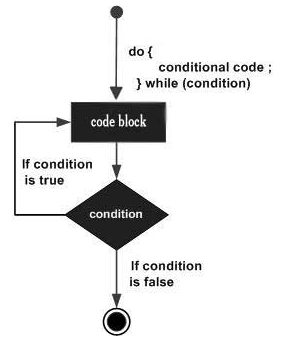 do {
conditional code ;
} while (condition)
code block
If condition
is true
condition
If condition
is false